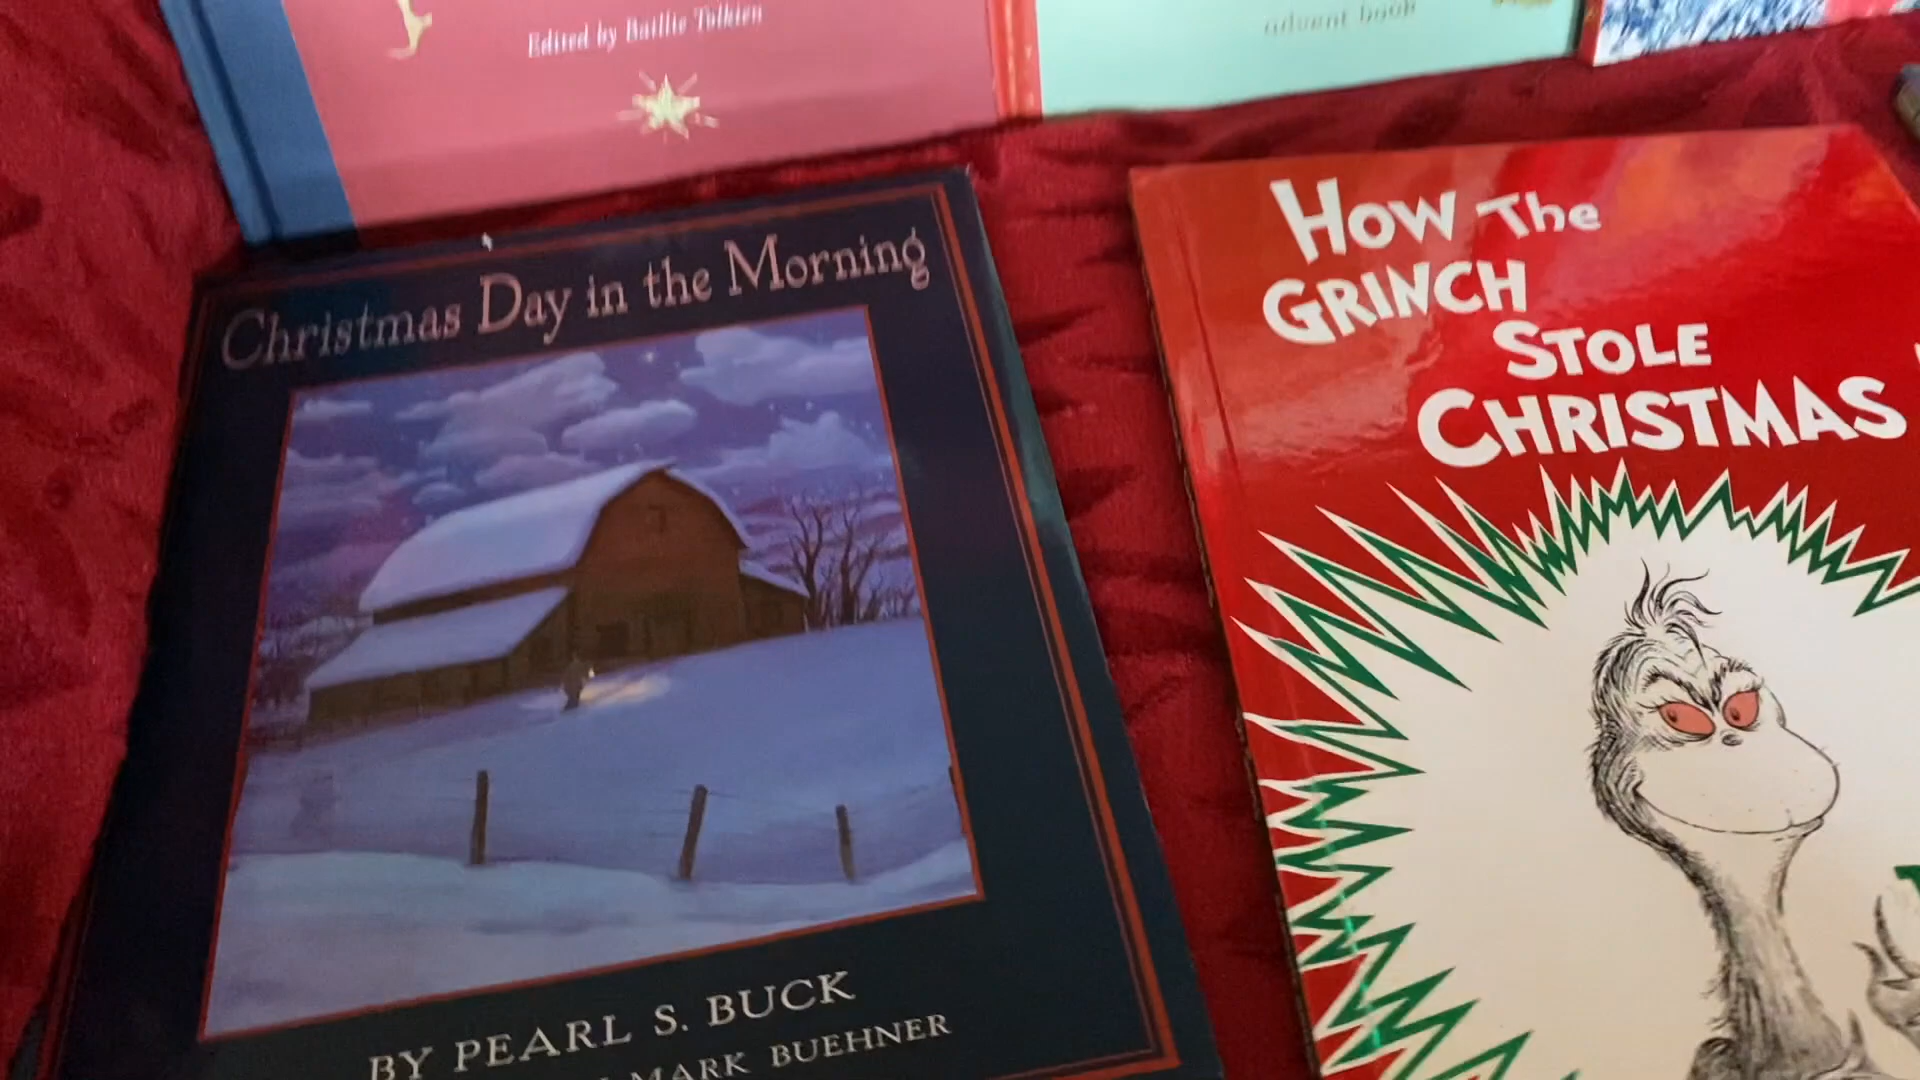 Edited by Baillie Tolkien
advent book
Christmas Day in the Morning
BY PEARL S. BUCK
MARK BUEHNER
HOW THE
GRINCH
STOLE
CHRISTMAS